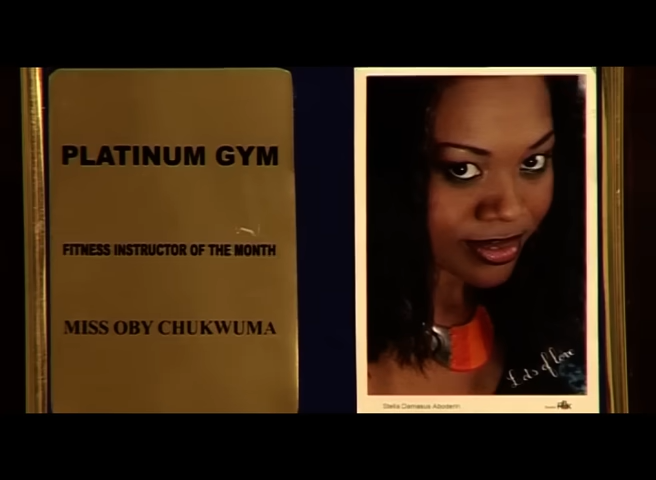 PLATINUM GYM
FITNESS INSTRUCTOR OF THE MONTH
MISS OBY CHUKWUMA
Lots of love
Stella Damasus Aboderin